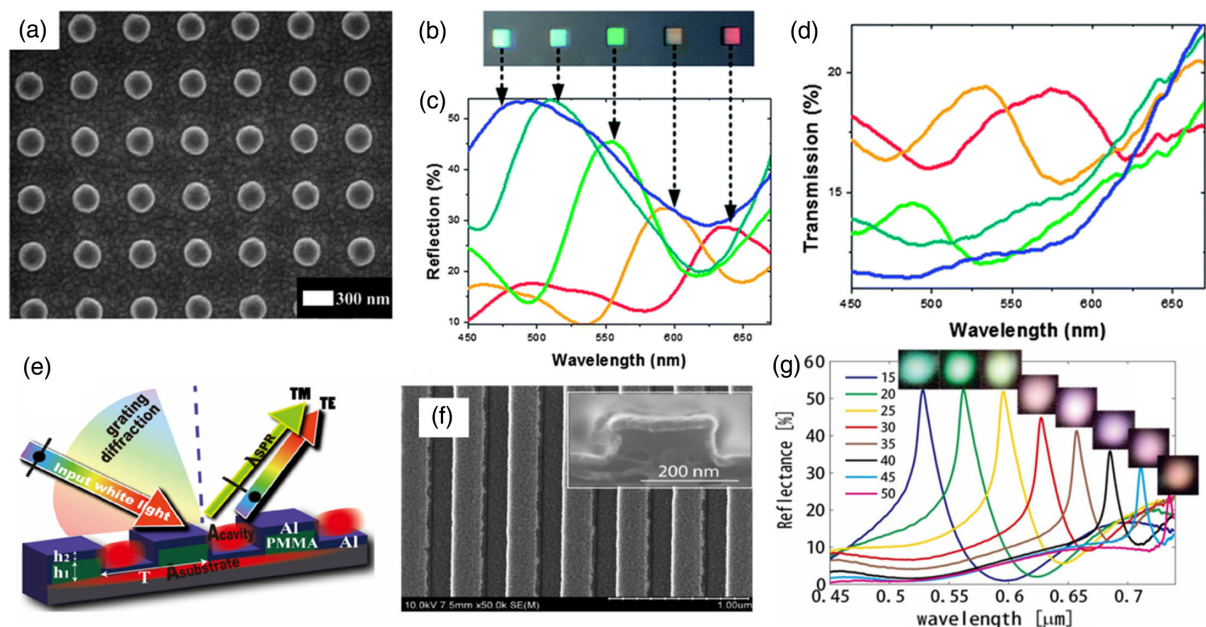 (a)
300 nm
(b)
(c)
50
40
30
20
10
Reflection (%)
450 500 550 600 650
Wavelength (nm)
(d)
20
15
Transmission (%)
450 500 550 600 650
Wavelength (nm)
(e)
grating
diffraction
Input white light
TM
TE
λSPR
Acavity
Al
PMMA
Al
h2
h1
T
Asubstrate
(f)
200 nm
10.0kV 7.5mm x50.0k SE(M)
1.00um
(g)
60
50
40
30
20
10
0
Reflectance [%]
15
20
25
30
35
40
45
50
0.45 0.5 0.55 0.6 0.65 0.7
wavelength [μm]